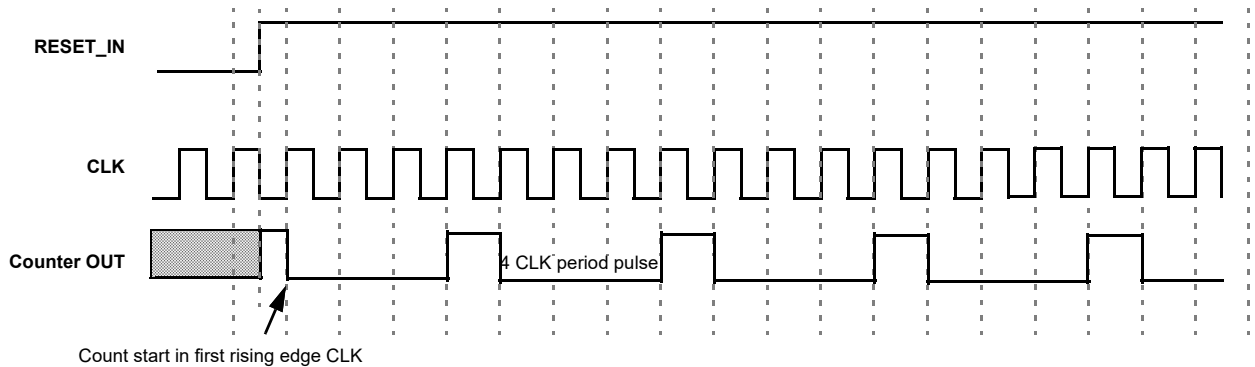 RESET_IN
CLK
Counter OUT
4 CLK period pulse
Count start in first rising edge CLK